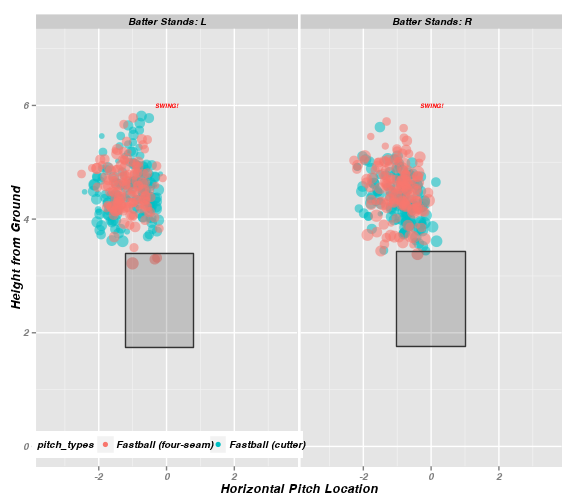 Batter Stands: L
Batter Stands: R
6
SWING!
SWING!
4
2
0
Height from Ground
pitch_types Fastball (four-seam) Fastball (cutter)
-2 0 2
-2 0 2
Horizontal Pitch Location